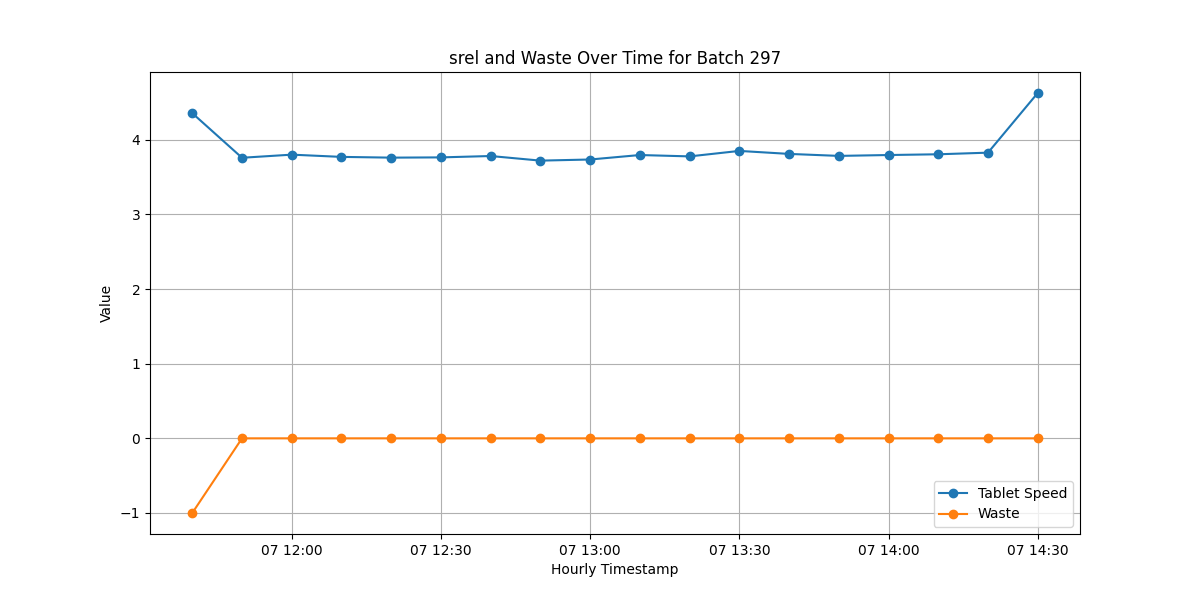 srel and Waste Over Time for Batch 297
Value
4
3
2
1
0
−1
07 12:00 07 12:30 07 13:00 07 13:30 07 14:00 07 14:30
Hourly Timestamp
Tablet Speed
Waste